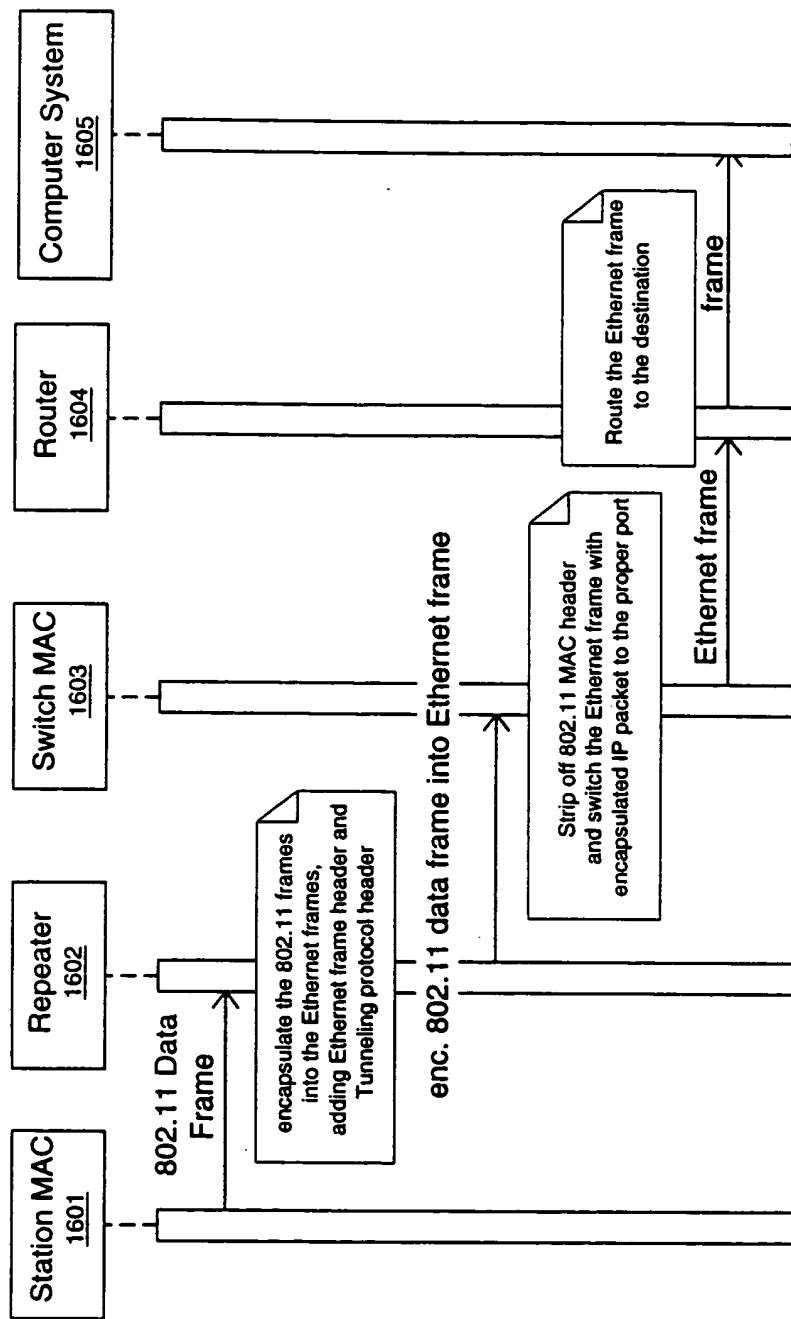 Station MAC
1601
Repeater
1602
Switch MAC
1603
Router
1604
Computer System
1605
802.11 Data
Frame
encapsulate the 802.11 frames
into the Ethernet frames,
adding Ethernet frame header and
Tunneling protocol header
enc. 802.11 data frame into Ethernet frame
Strip off 802.11 MAC header
and switch the Ethernet frame with
encapsulated IP packet to the proper port
Ethernet frame
Route the Ethernet frame
to the destination
frame